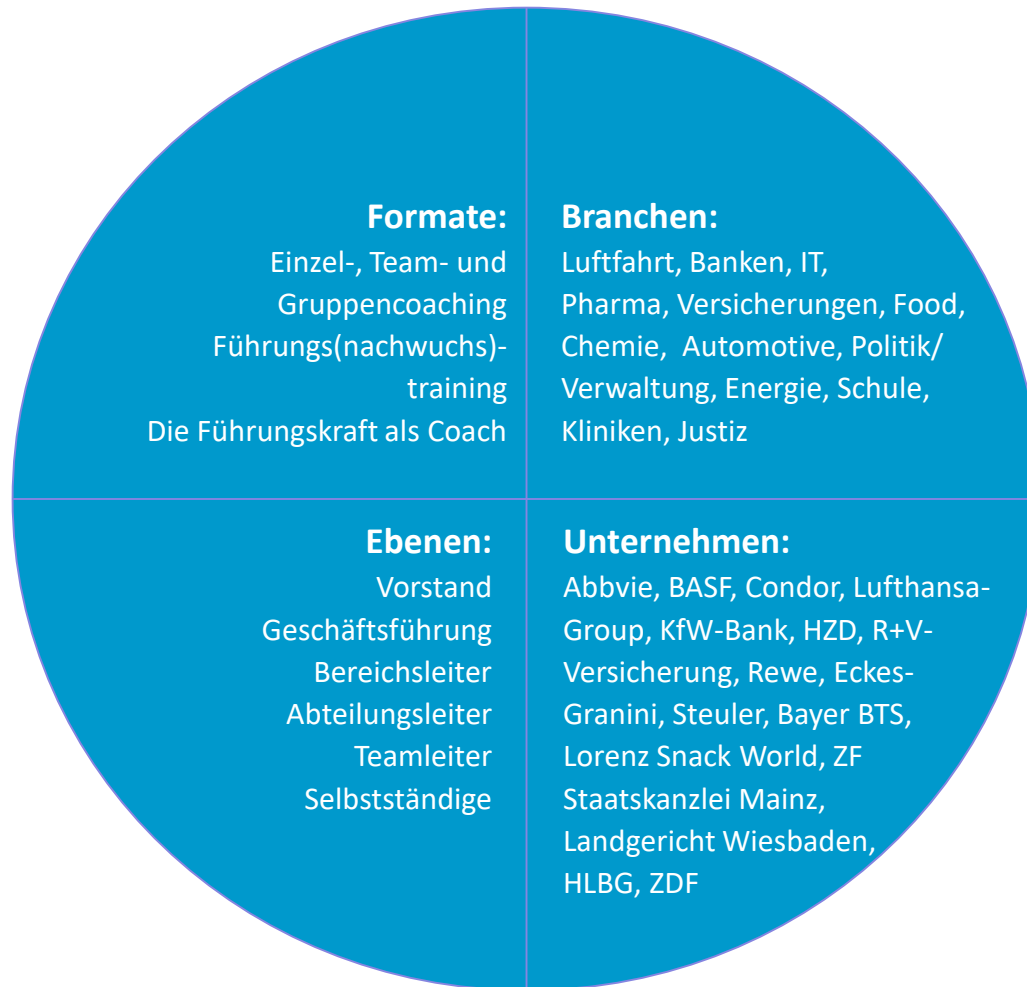 Formate:
Einzel-, Team- und
Gruppencoaching
Führungs(nachwuchs)-
training
Die Führungskraft als Coach
Branchen:
Luftfahrt, Banken, IT,
Pharma, Versicherungen, Food,
Chemie,  Automotive, Politik/
Verwaltung, Energie, Schule,
Kliniken, Justiz
Ebenen:
Vorstand
Geschäftsführung
Bereichsleiter
Abteilungsleiter
Teamleiter
Selbstständige
Unternehmen:
Abbvie, BASF, Condor, Lufthansa-
Group, KfW-Bank, HZD, R+V-
Versicherung, Rewe, Eckes-
Granini, Steuler, Bayer BTS,
Lorenz Snack World, ZF
Staatskanzlei Mainz,
Landgericht Wiesbaden,
HLBG, ZDF